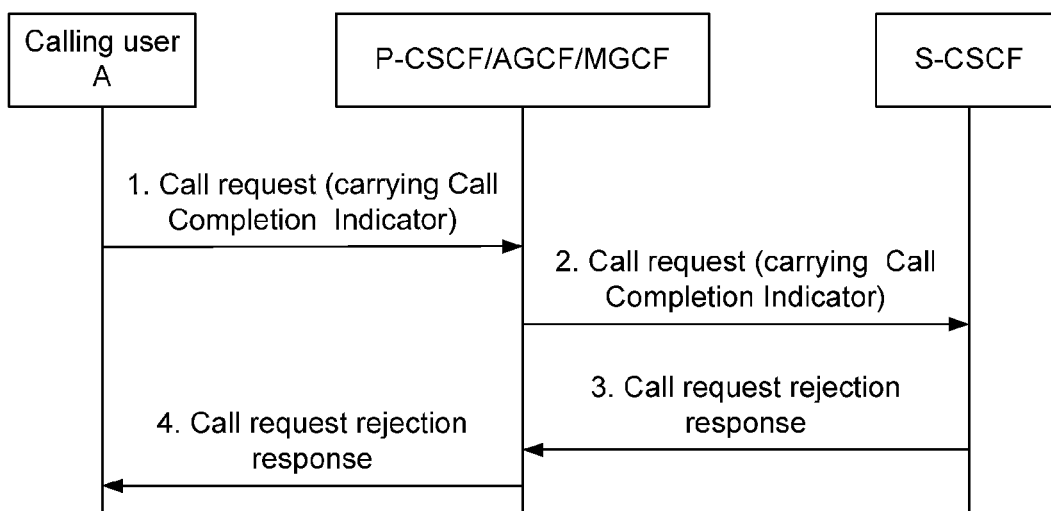 Calling user
A
P-CSCF/AGCF/MGCF
S-CSCF
1. Call request (carrying Call
Completion Indicator)
2. Call request (carrying Call
Completion Indicator)
3. Call request rejection
response
4. Call request rejection
response